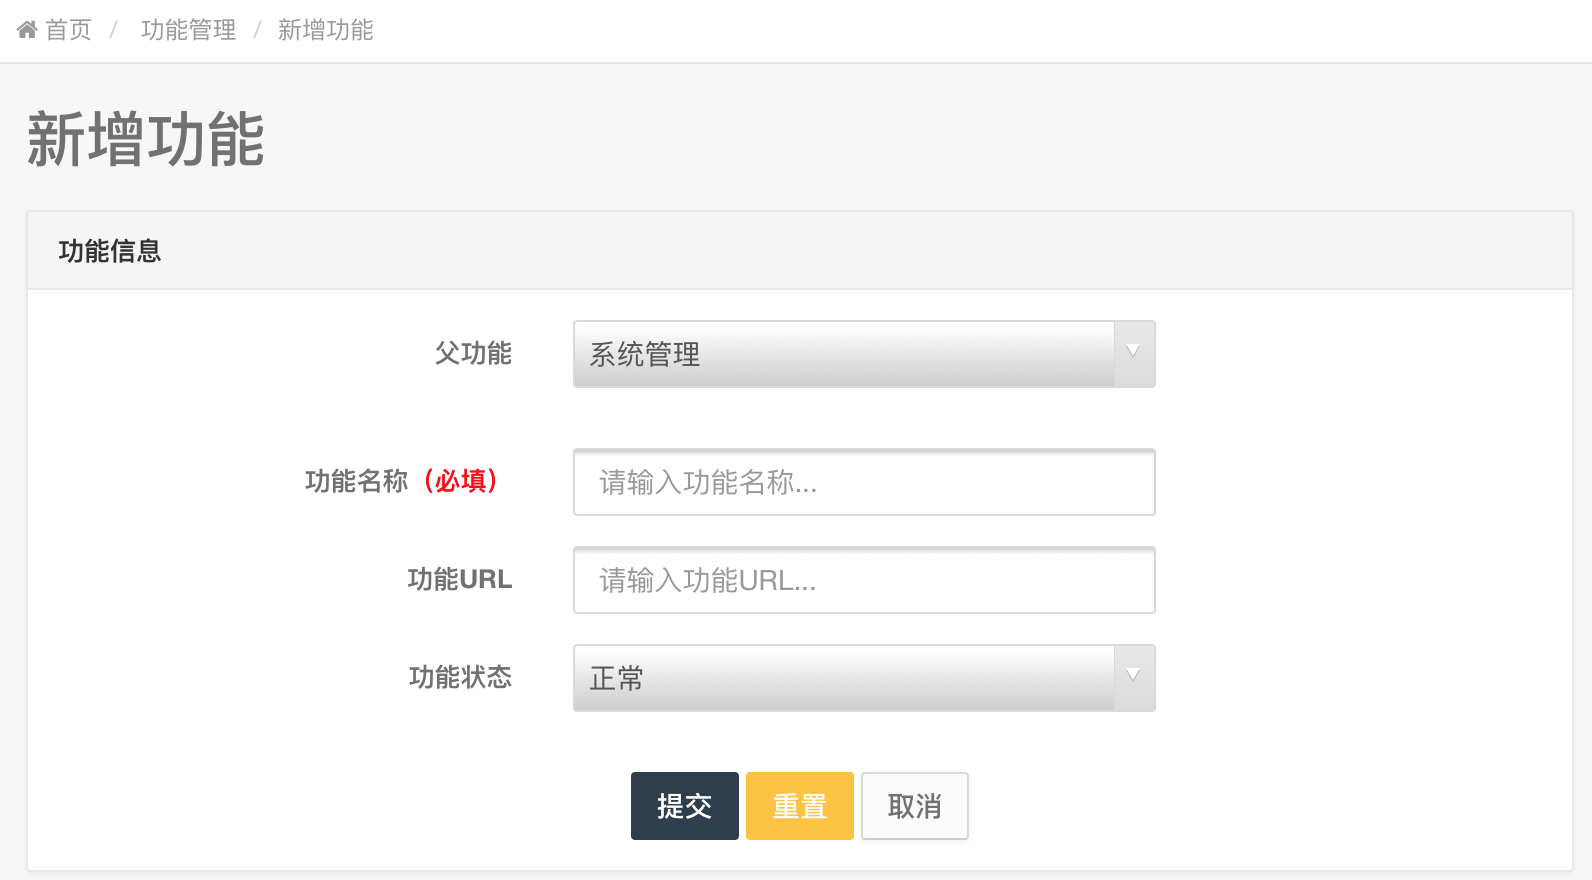 首页 / 功能管理 / 新增功能
新增功能
功能信息
父功能 系统管理
功能名称（必填） 请输入功能名称...
功能URL 请输入功能URL...
功能状态 正常
提交 重置 取消